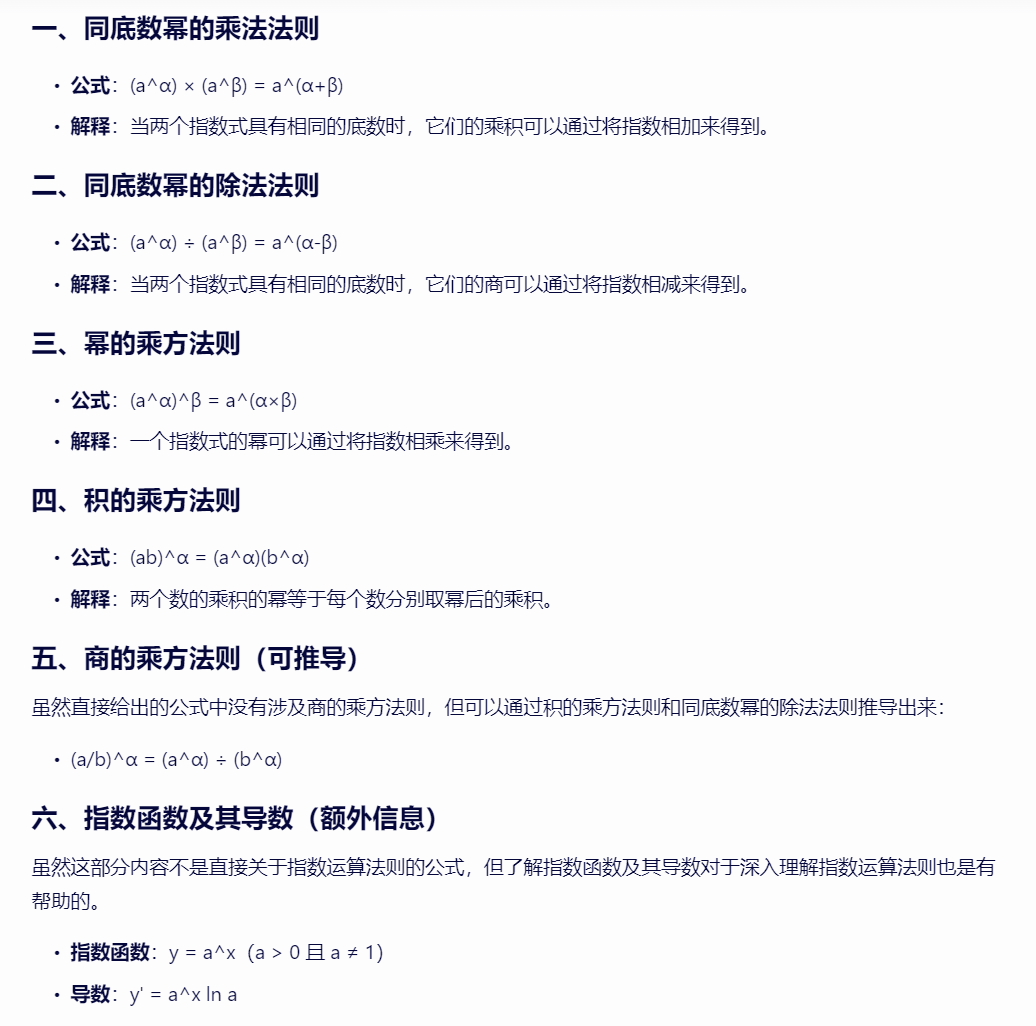 一、同底数幂的乘法法则
• 公式：(a^α) × (a^β) = a^(α+β)
• 解释：当两个指数式具有相同的底数时，它们的乘积可以通过将指数相加来得到。
二、同底数幂的除法法则
• 公式：(a^α) ÷ (a^β) = a^(α-β)
• 解释：当两个指数式具有相同的底数时，它们的商可以通过将指数相减来得到。
三、幂的乘方法则
• 公式：(a^α)^β = a^(α×β)
• 解释：一个指数式的幂可以通过将指数相乘来得到。
四、积的乘方法则
• 公式：(ab)^α = (a^α)(b^α)
• 解释：两个数的乘积的幂等于每个数分别取幂后的乘积。
五、商的乘方法则（可推导）
虽然直接给出的公式中没有涉及商的乘方法则，但可以通过积的乘方法则和同底数幂的除法法则推导出来：
• (a/b)^α = (a^α) ÷ (b^α)
六、指数函数及其导数（额外信息）
虽然这部分内容不是直接关于指数运算法则的公式，但了解指数函数及其导数对于深入理解指数运算法则也是有
帮助的。
• 指数函数：y = a^x（a > 0 且 a ≠ 1）
• 导数：y' = a^x ln a